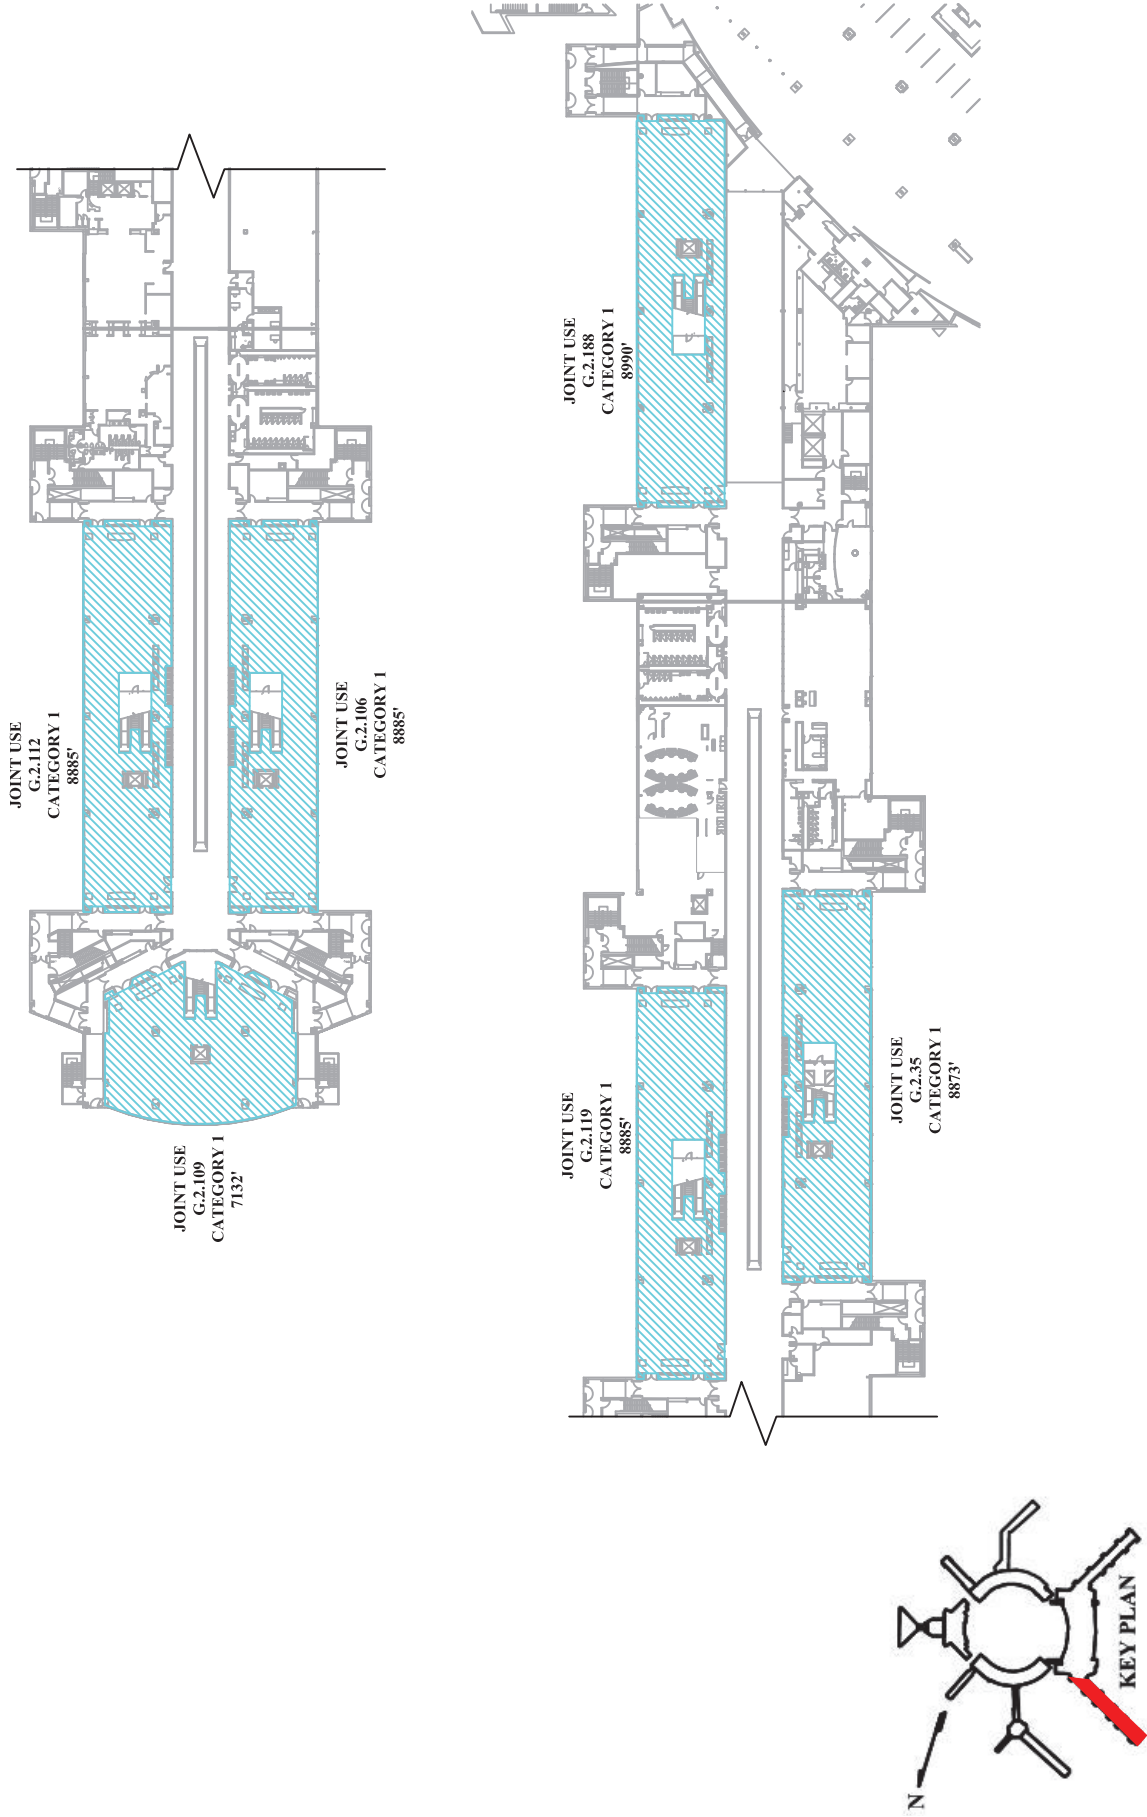 JOINT USE
G.2.112
CATEGORY 1
8885'
JOINT USE
G.2.106
CATEGORY 1
8885'
JOINT USE
G.2.109
CATEGORY 1
7132'
JOINT USE
G.2.188
CATEGORY 1
8990'
JOINT USE
G.2.119
CATEGORY 1
8885'
JOINT USE
G.2.35
CATEGORY 1
8873'
N
KEY PLAN